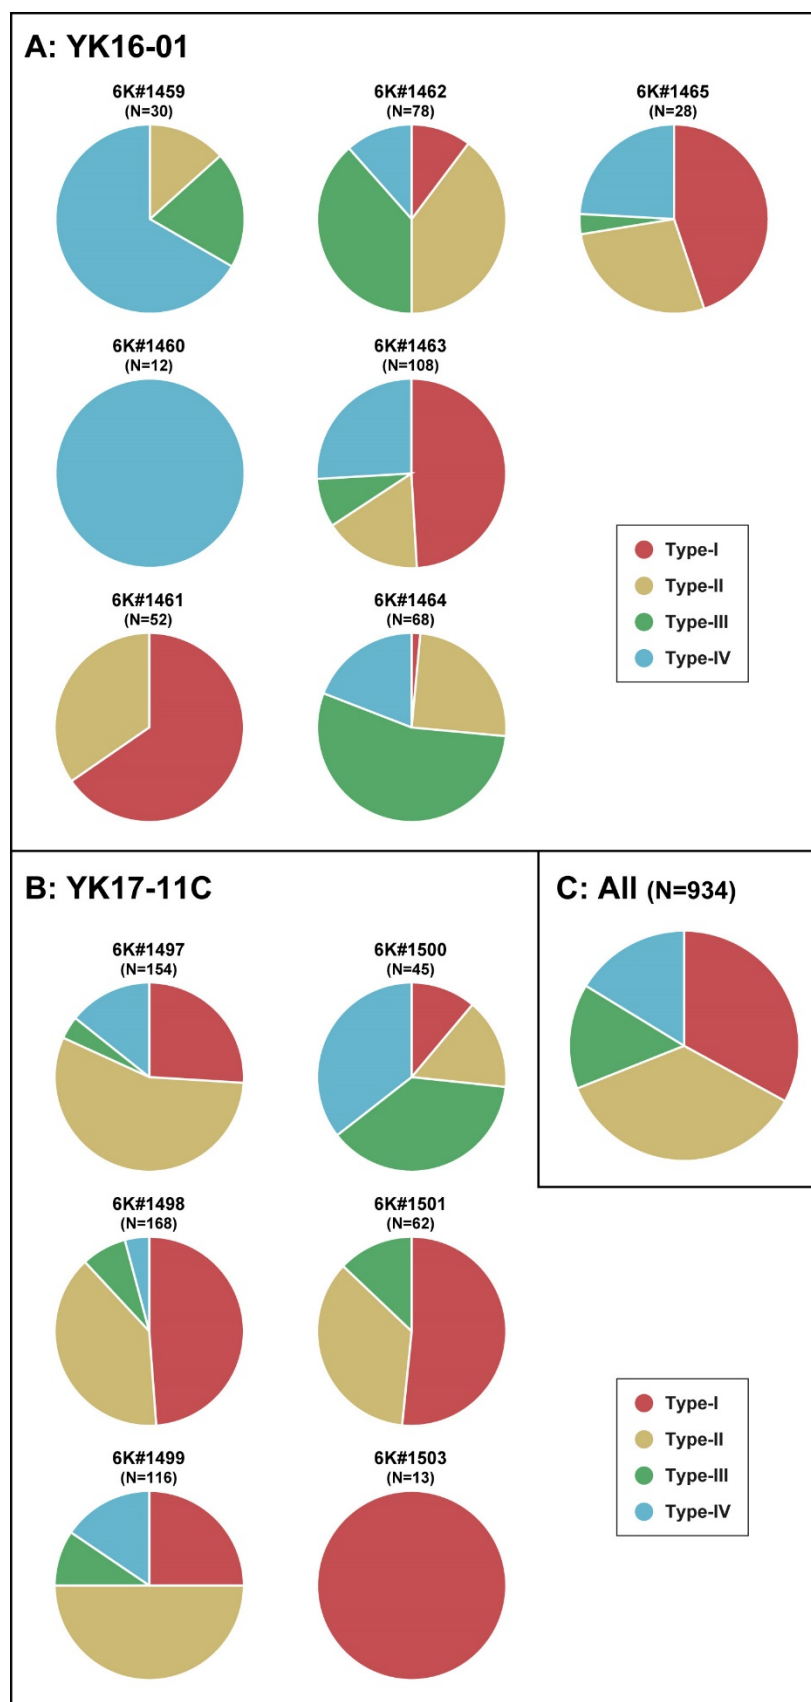 A: YK16-01
6K#1459
(N=30)
6K#1462
(N=78)
6K#1465
(N=28)
6K#1460
(N=12)
6K#1463
(N=108)
6K#1461
(N=52)
6K#1464
(N=68)
Type-I
Type-II
Type-III
Type-IV
B: YK17-11C
6K#1497
(N=154)
6K#1500
(N=45)
6K#1498
(N=168)
6K#1501
(N=62)
6K#1499
(N=116)
6K#1503
(N=13)
C: All (N=934)
Type-I
Type-II
Type-III
Type-IV